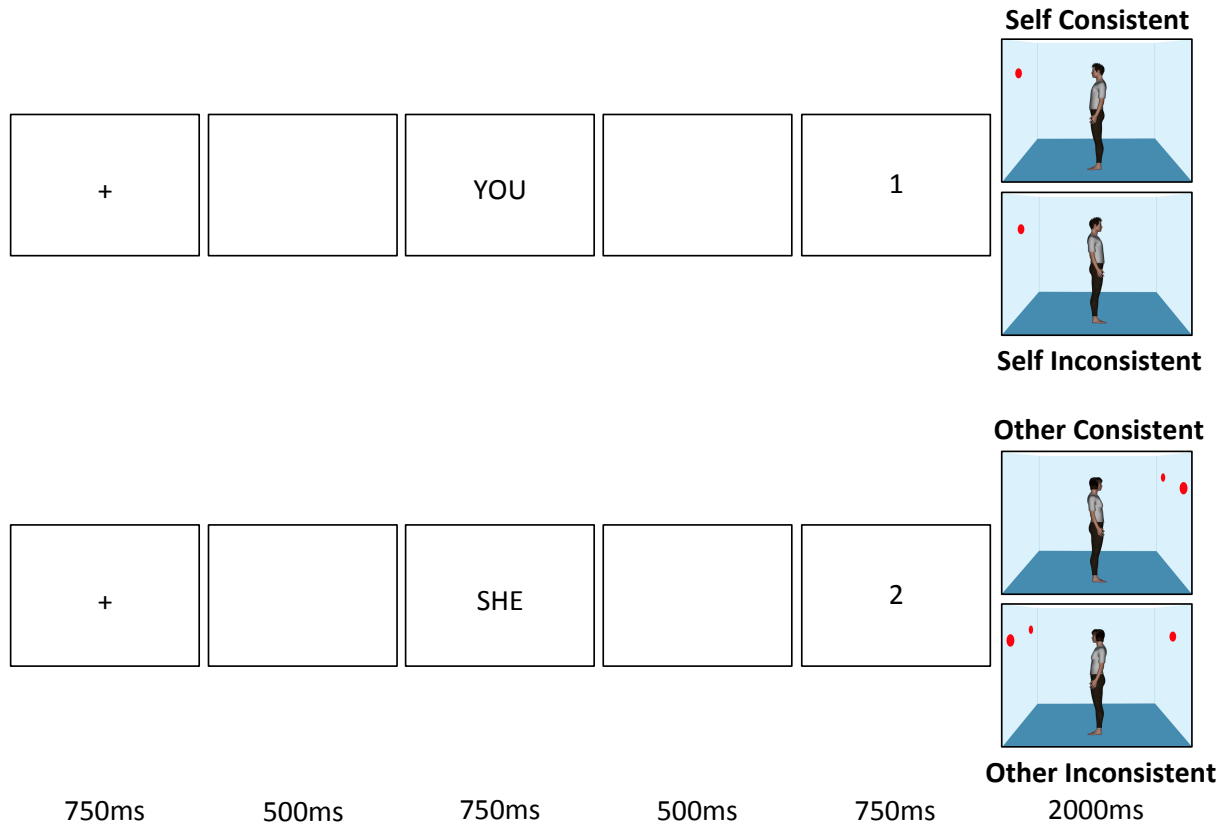 Self Consistent
+
YOU
1
Self Inconsistent
Other Consistent
+
SHE
2
Other Inconsistent
750ms
500ms
750ms
500ms
750ms
2000ms